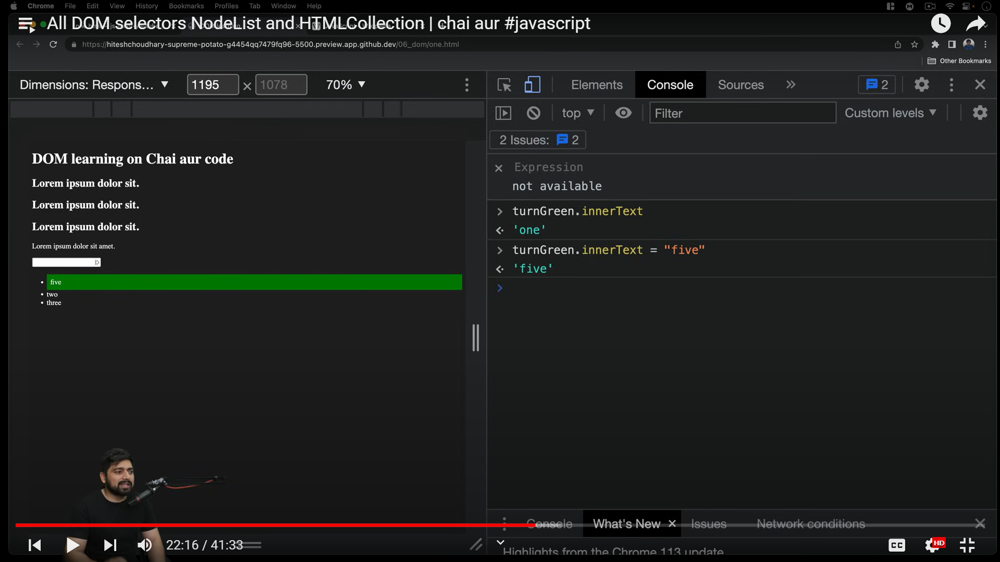 Chrome File Edit View History Bookmarks Profiles Tab Window Help
All DOM selectors NodeList and HTMLCollection | chai aur #javascript
https://hiteshchoudhary-supreme-potato-g4454qq7479fq96-5500.preview.app.github.dev/06_dom/one.html
Other Bookmarks
Dimensions: Respons... 1195 × 1078 70%
Elements Console Sources 2
top Filter Custom levels
2 Issues: 2
Expression
not available
turnGreen.innerText
'one'
turnGreen.innerText = "five"
'five'
DOM learning on Chai aur code
Lorem ipsum dolor sit.
Lorem ipsum dolor sit.
Lorem ipsum dolor sit.
Lorem ipsum dolor sit amet.
five
two
three
Console What's New Issues Network conditions
Highlights from the Chrome 113 update
22:16 / 41:33
CC HD